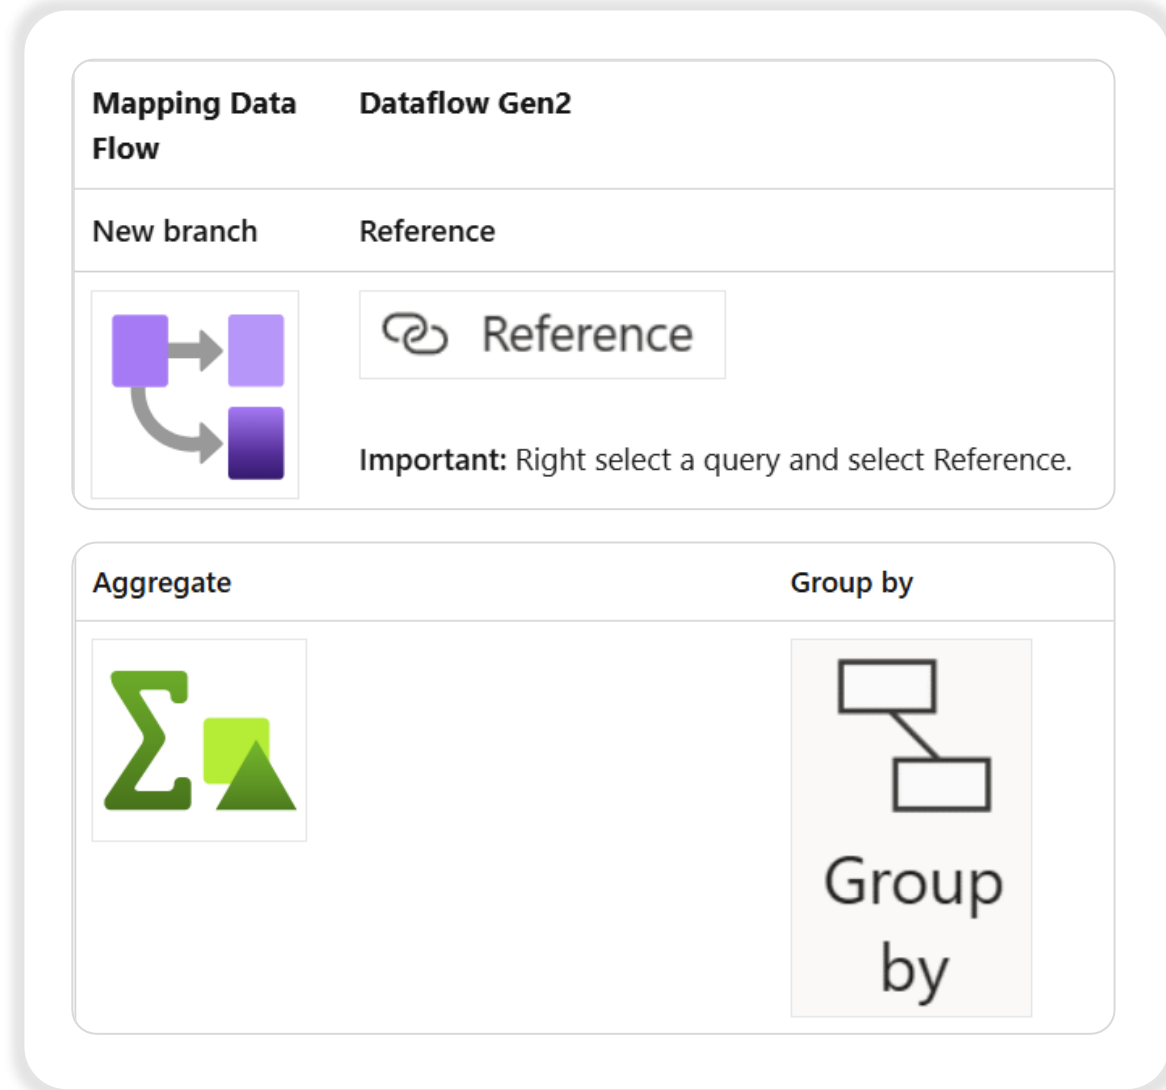 Mapping Data Flow
Dataflow Gen2
New branch
Reference
Reference
Important: Right select a query and select Reference.
Aggregate
Group by
Group
by